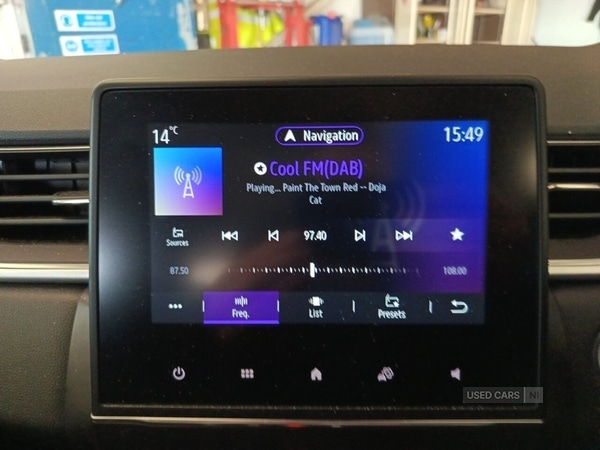 14°C
Navigation
15:49
Cool FM(DAB)
Playing... Paint The Town Red -- Doja
Cat
Sources
97.40
87.50
108.00
Freq.
List
Presets
USED CARS NI